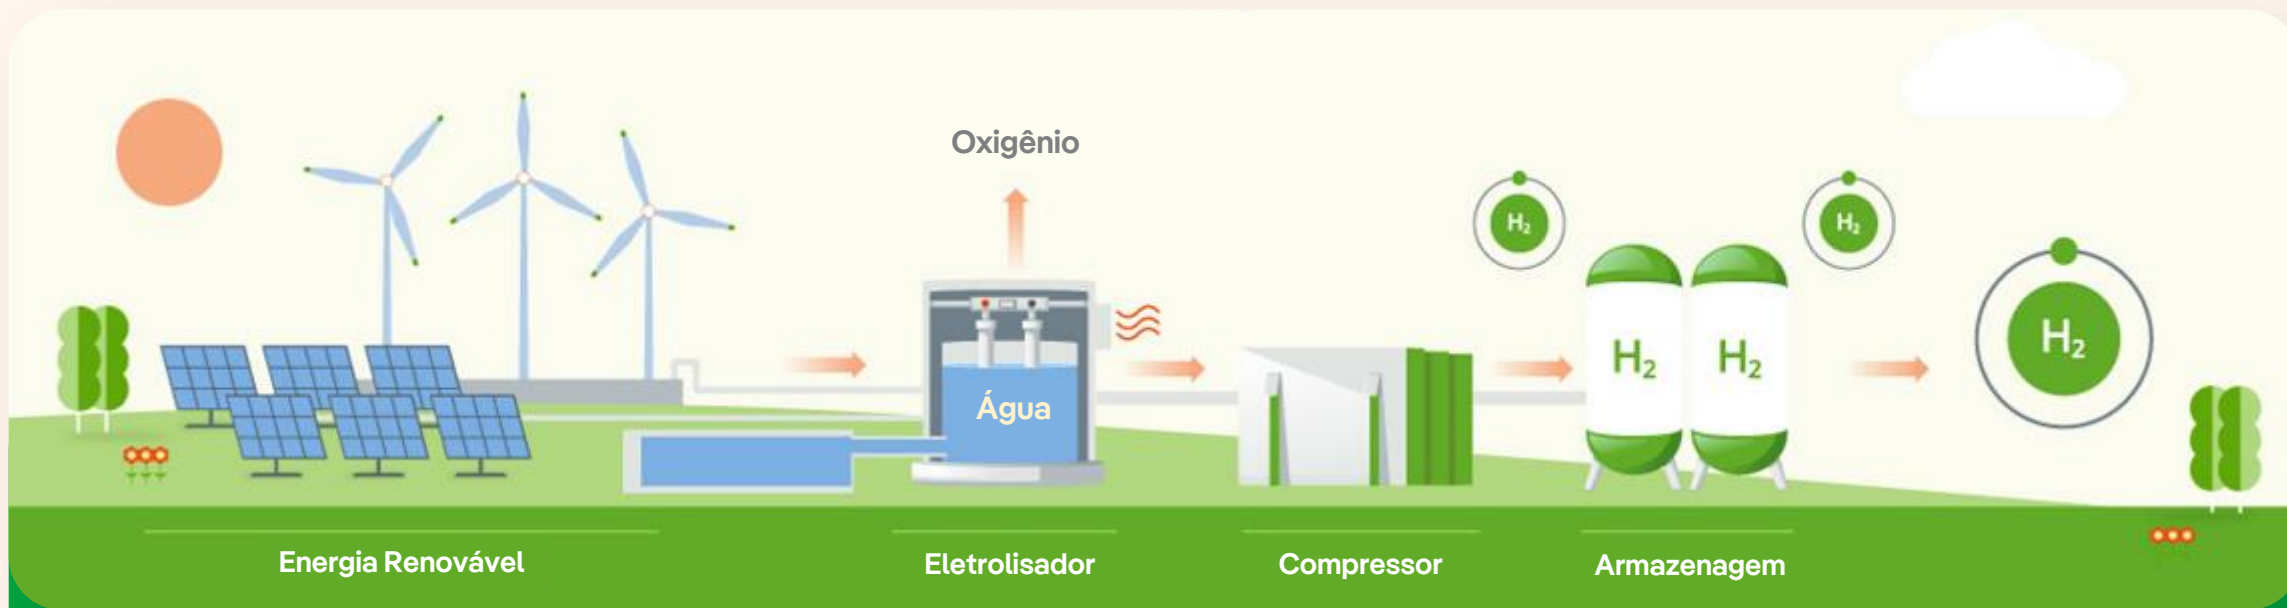 Oxigênio
H₂
H₂
H₂
H₂
H₂
Água
Energia Renovável
Eletrolisador
Compressor
Armazenagem